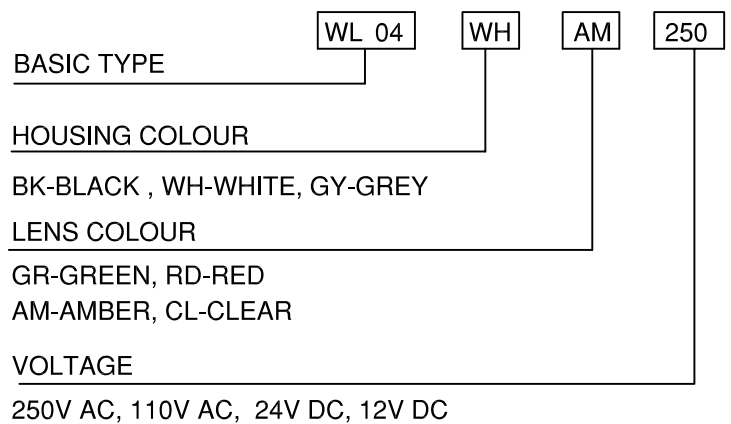 WL 04 WH AM 250
BASIC TYPE
HOUSING COLOUR
BK-BLACK , WH-WHITE, GY-GREY
LENS COLOUR
GR-GREEN, RD-RED
AM-AMBER, CL-CLEAR
VOLTAGE
250V AC, 110V AC, 24V DC, 12V DC